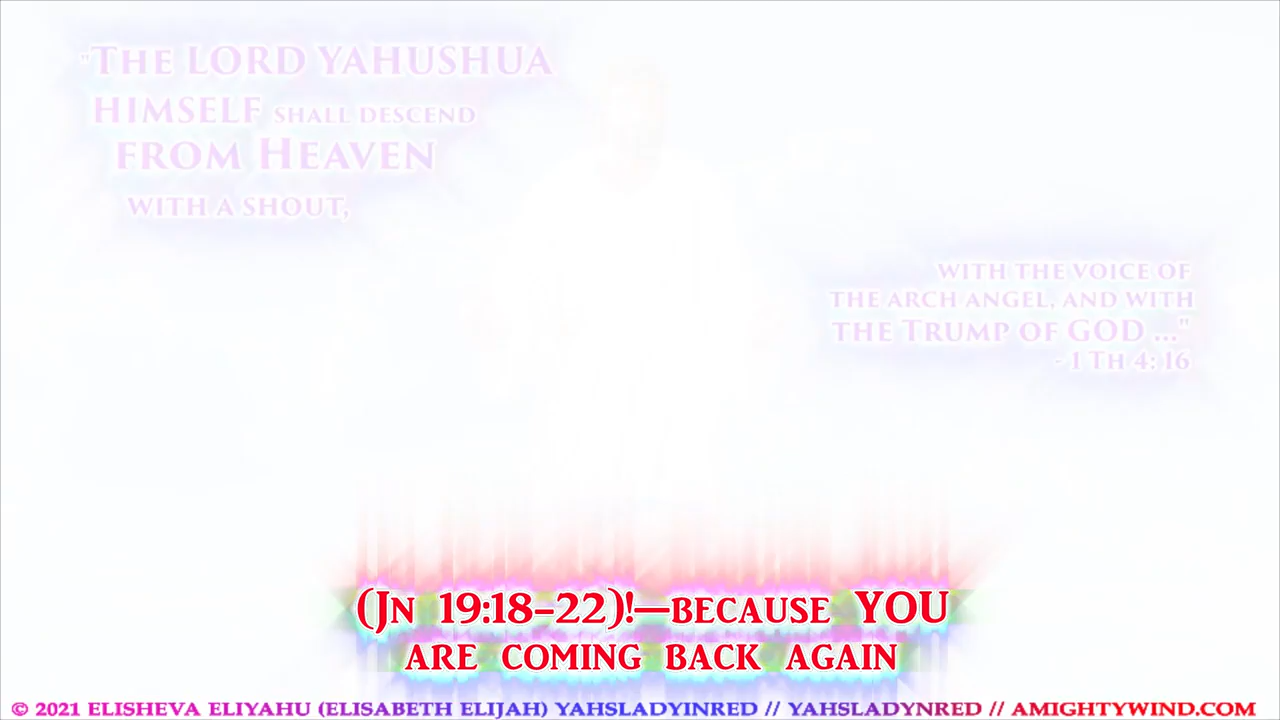 "The LORD YAHUSHUA
HIMSELF SHALL DESCEND
FROM HEAVEN
WITH A SHOUT,
WITH THE VOICE OF
THE ARCH ANGEL, AND WITH
THE TRUMP OF GOD ..."
- 1 TH 4: 16
(JN 19:18-22)!—BECAUSE YOU
ARE COMING BACK AGAIN
© 2021 ELISHEVA ELIYAHU (ELISABETH ELIJAH) YAHSLADYINRED // YAHSLADYNRED // AMIGHTYWIND.COM